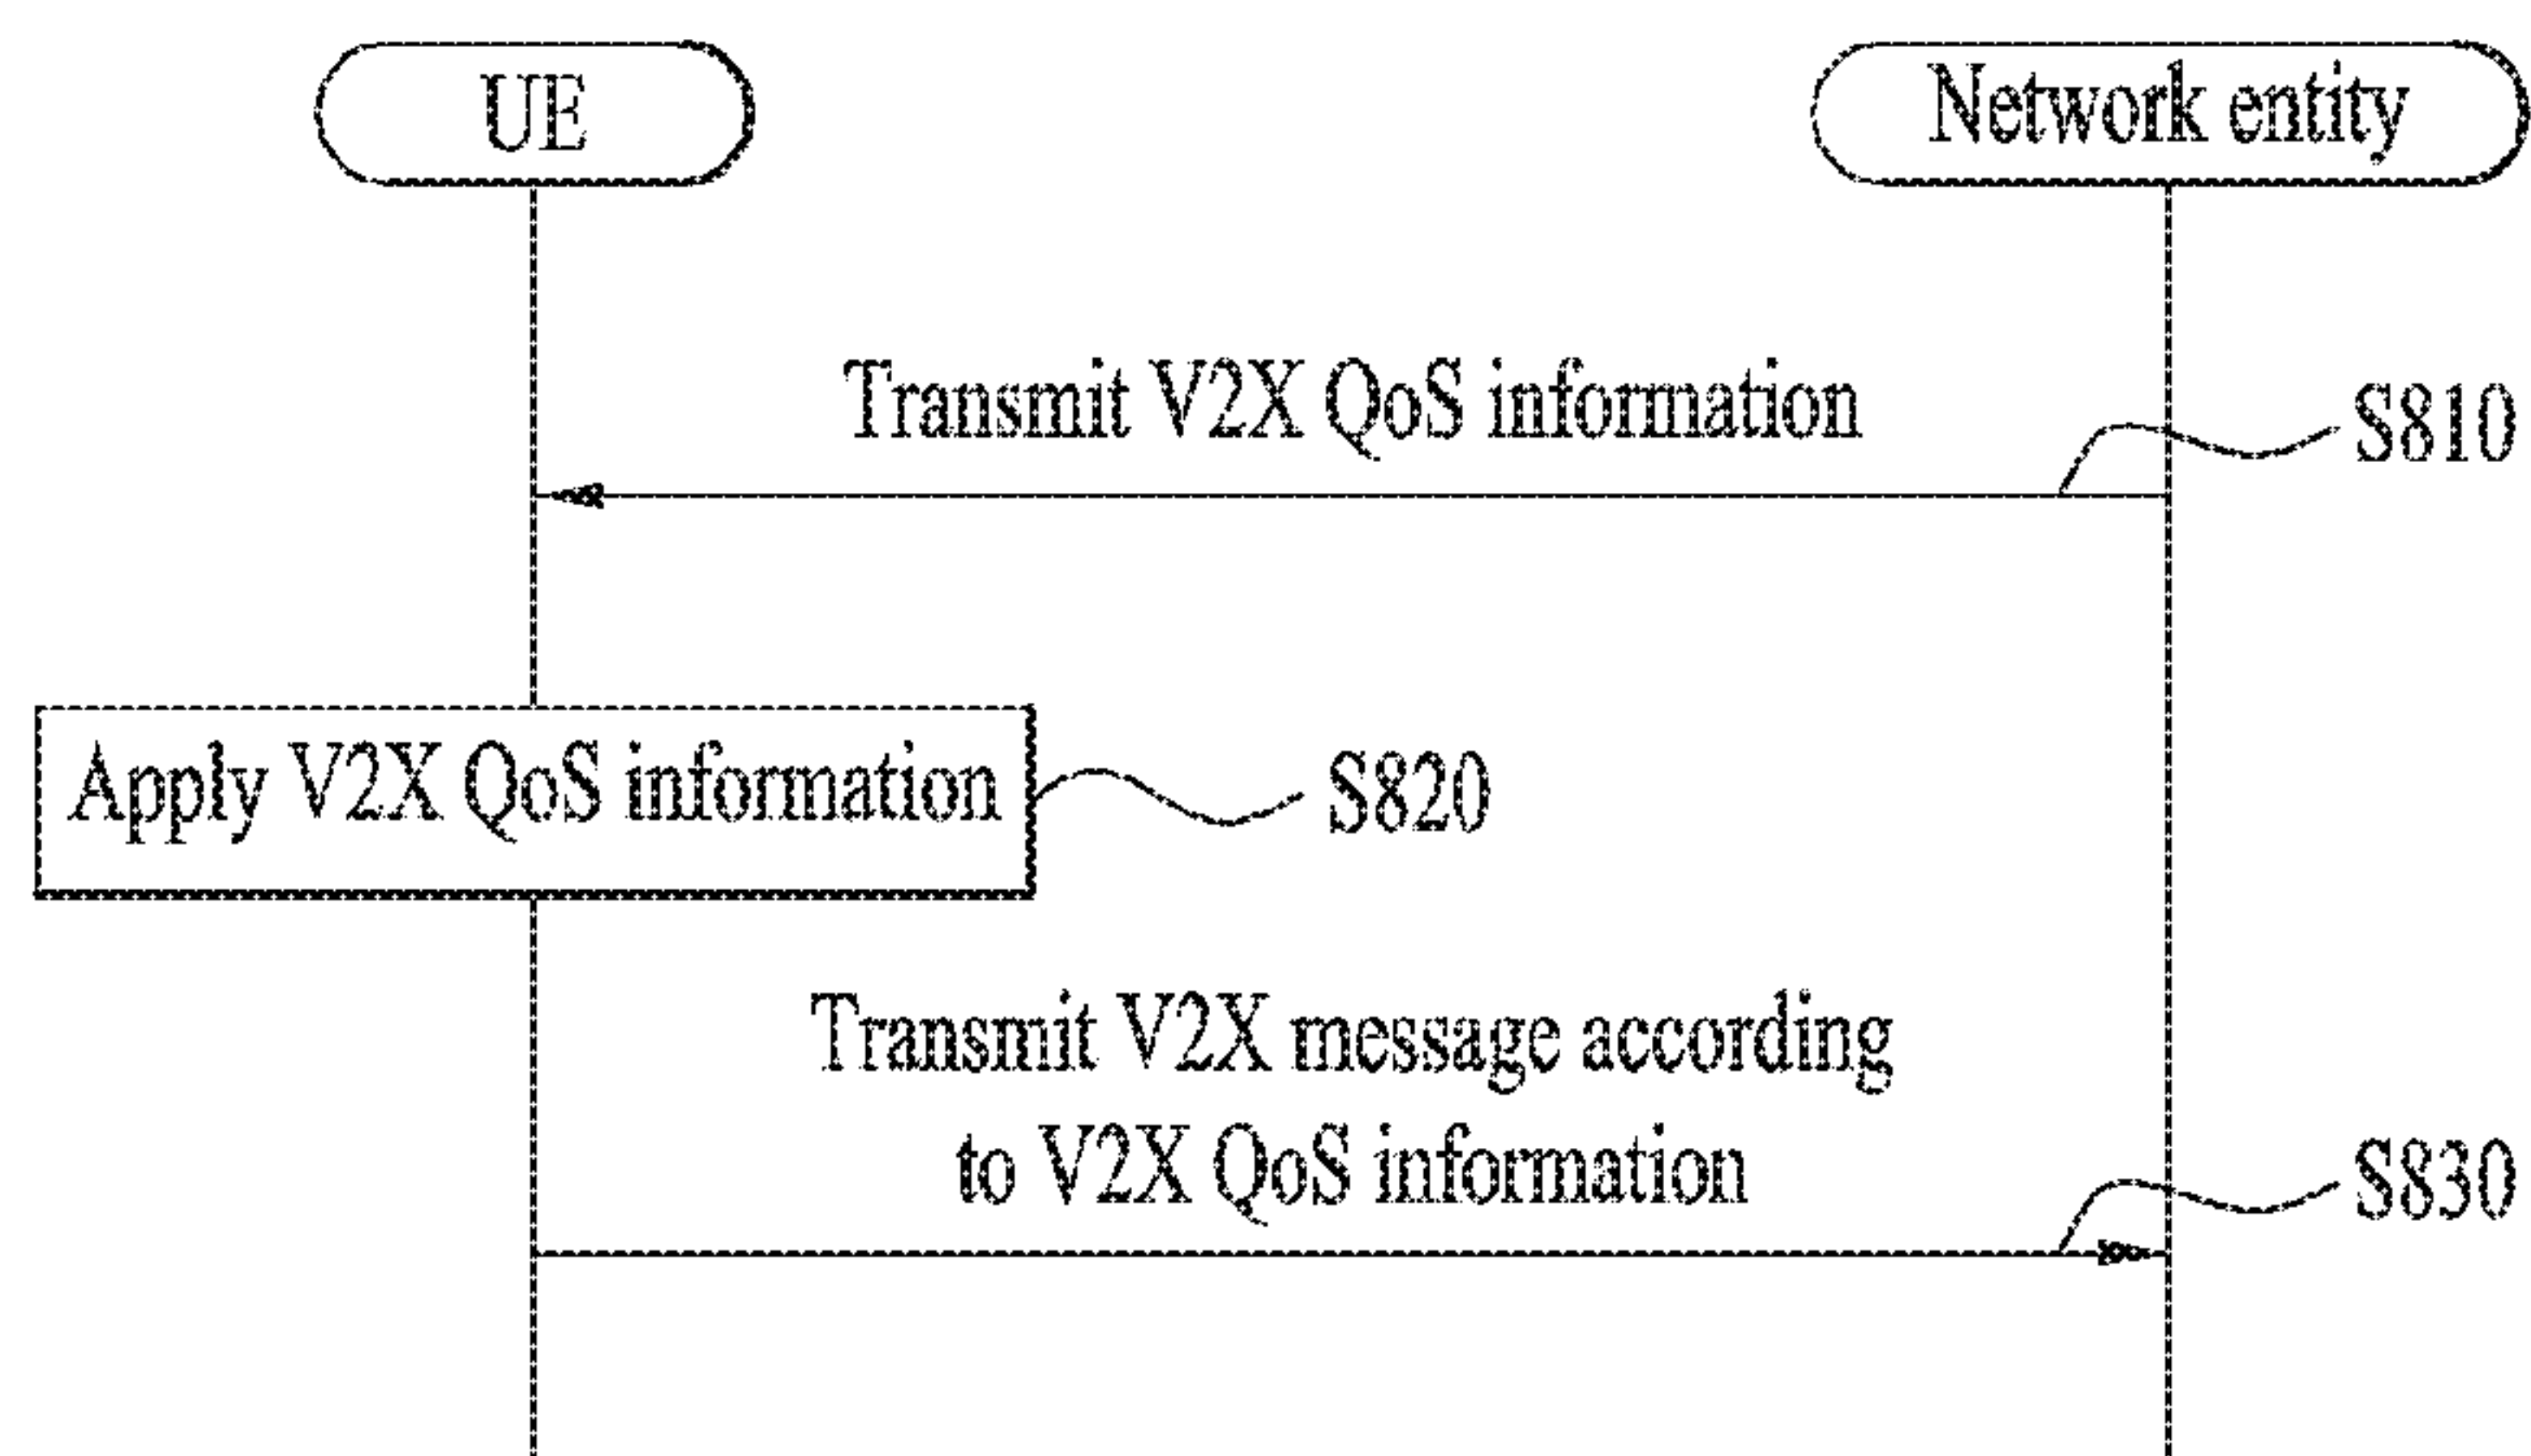 UE
Network entity
Transmit V2X QoS information
S810
Apply V2X QoS information
S820
Transmit V2X message according
to V2X QoS information
S830